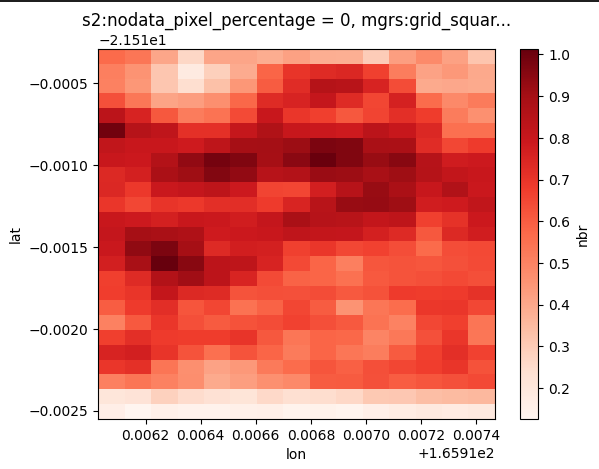 s2:nodata_pixel_percentage = 0, mgrs:grid_squar...
−2.151e1
−0.0005
−0.0010
−0.0015
−0.0020
−0.0025
lat
0.0062 0.0064 0.0066 0.0068 0.0070 0.0072 0.0074
lon
+1.6591e2
1.0
0.9
0.8
0.7
0.6
0.5
0.4
0.3
0.2
nbr